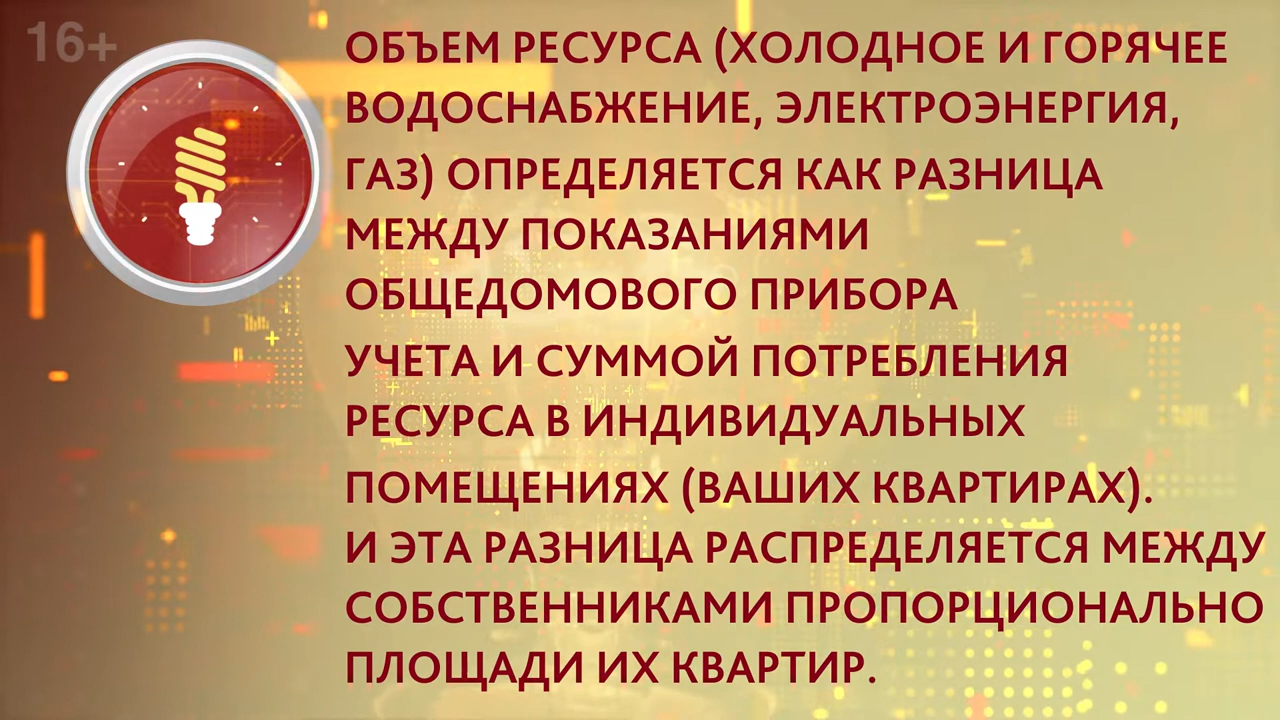 16+
ОБЪЕМ РЕСУРСА (ХОЛОДНОЕ И ГОРЯЧЕЕ
ВОДОСНАБЖЕНИЕ, ЭЛЕКТРОЭНЕРГИЯ,
ГАЗ) ОПРЕДЕЛЯЕТСЯ КАК РАЗНИЦА
МЕЖДУ ПОКАЗАНИЯМИ
ОБЩЕДОМОВОГО ПРИБОРА
УЧЕТА И СУММОЙ ПОТРЕБЛЕНИЯ
РЕСУРСА В ИНДИВИДУАЛЬНЫХ
ПОМЕЩЕНИЯХ (ВАШИХ КВАРТИРАХ).
И ЭТА РАЗНИЦА РАСПРЕДЕЛЯЕТСЯ МЕЖДУ
СОБСТВЕННИКАМИ ПРОПОРЦИОНАЛЬНО
ПЛОЩАДИ ИХ КВАРТИР.